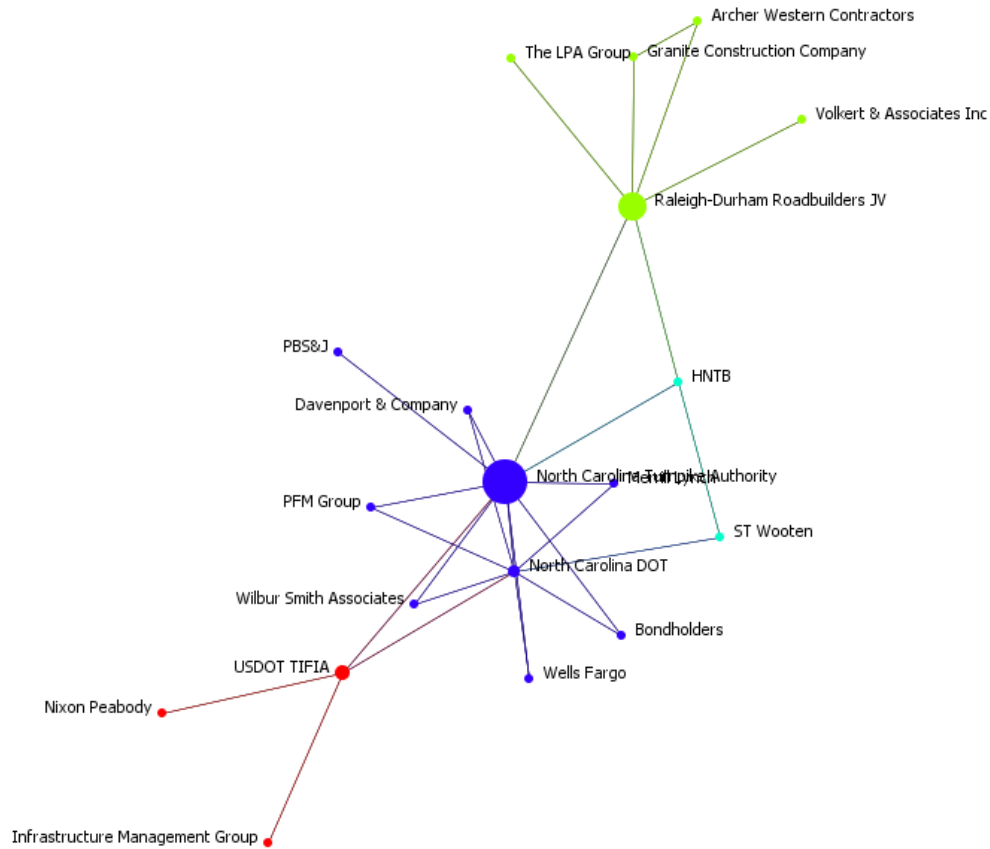 Archer Western Contractors
The LPA Group
Granite Construction Company
Volkert & Associates Inc
Raleigh-Durham Roadbuilders JV
PBS&J
HNTB
Davenport & Company
North Carolina Turnpike Authority
Merrill Lynch
PFM Group
ST Wooten
North Carolina DOT
Wilbur Smith Associates
Bondholders
USDOT TIFIA
Wells Fargo
Nixon Peabody
Infrastructure Management Group